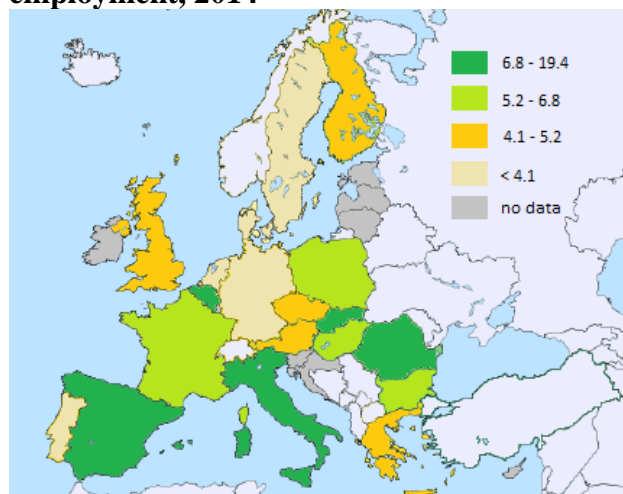 employment, 2014
6.8 - 19.4
5.2 - 6.8
4.1 - 5.2
< 4.1
no data